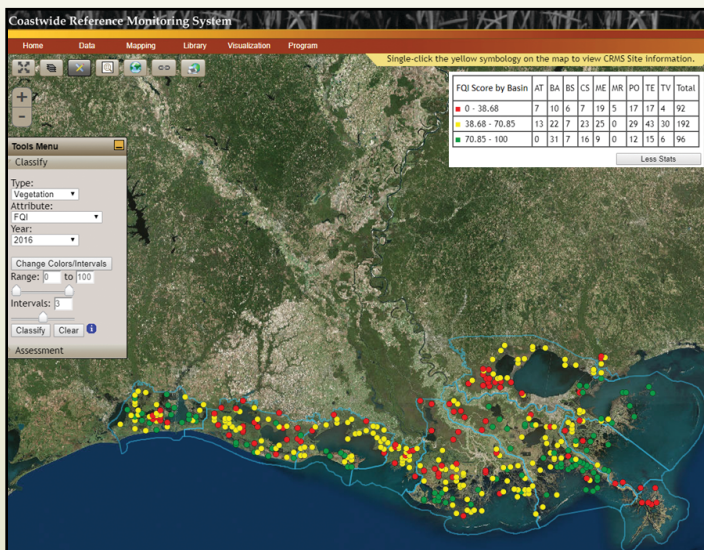 Coastwide Reference Monitoring System
Home Data Mapping Library Visualization Program
Single-click the yellow symbology on the map to view CRMS Site information.
FQI Score by Basin AT BA BS CS ME MR PO TE TV Total
0 - 38.68 7 10 6 7 19 5 17 17 4 92
38.68 - 70.85 13 22 7 23 25 0 29 43 30 192
70.85 - 100 0 31 7 16 9 0 12 15 6 96
Less Stats
+
-
Tools Menu
Classify
Type:
Vegetation
Attribute:
FQI
Year:
2016
Change Colors/Intervals
Range: 0 to 100
Intervals: 3
Classify Clear i
Assessment